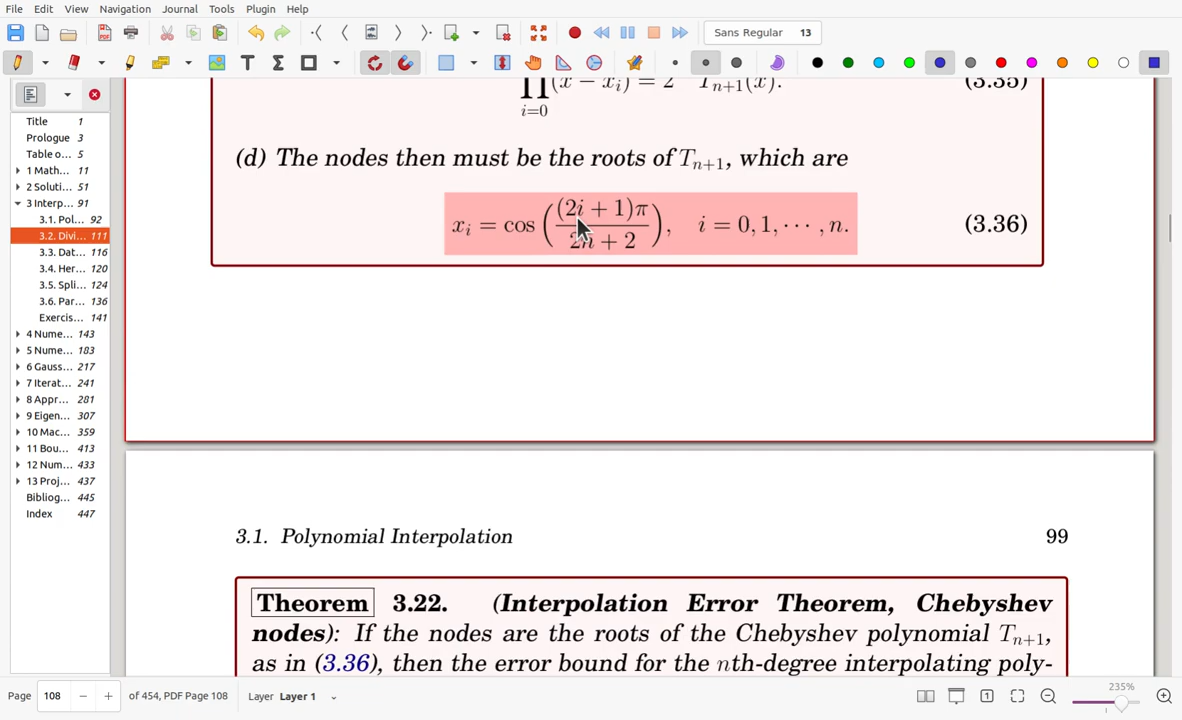 File Edit View Navigation Journal Tools Plugin Help
Sans Regular 13
Title 1
Prologue 3
Table o... 5
1 Math... 11
2 Soluti... 51
3 Interp... 91
3.1. Pol... 92
3.2. Divi... 111
3.3. Dat... 116
3.4. Her... 120
3.5. Spli... 124
3.6. Par... 136
Exercis... 141
4 Nume... 143
5 Nume... 183
6 Gauss... 217
7 Iterat... 241
8 Appr... 281
9 Eigen... 307
10 Mac... 359
11 Bou... 413
12 Num... 433
13 Proj... 437
Bibliog... 445
Index 447
∏_{i=0} (x − x_i) = 2 T_{n+1}(x). (3.35)
(d) The nodes then must be the roots of T_{n+1}, which are
x_i = cos((2i + 1)π / (2n + 2)), i = 0, 1, ⋯ , n. (3.36)
3.1. Polynomial Interpolation 99
Theorem 3.22. (Interpolation Error Theorem, Chebyshev
nodes): If the nodes are the roots of the Chebyshev polynomial T_{n+1},
as in (3.36), then the error bound for the nth-degree interpolating poly-
Page 108 − + of 454, PDF Page 108 Layer Layer 1 235%